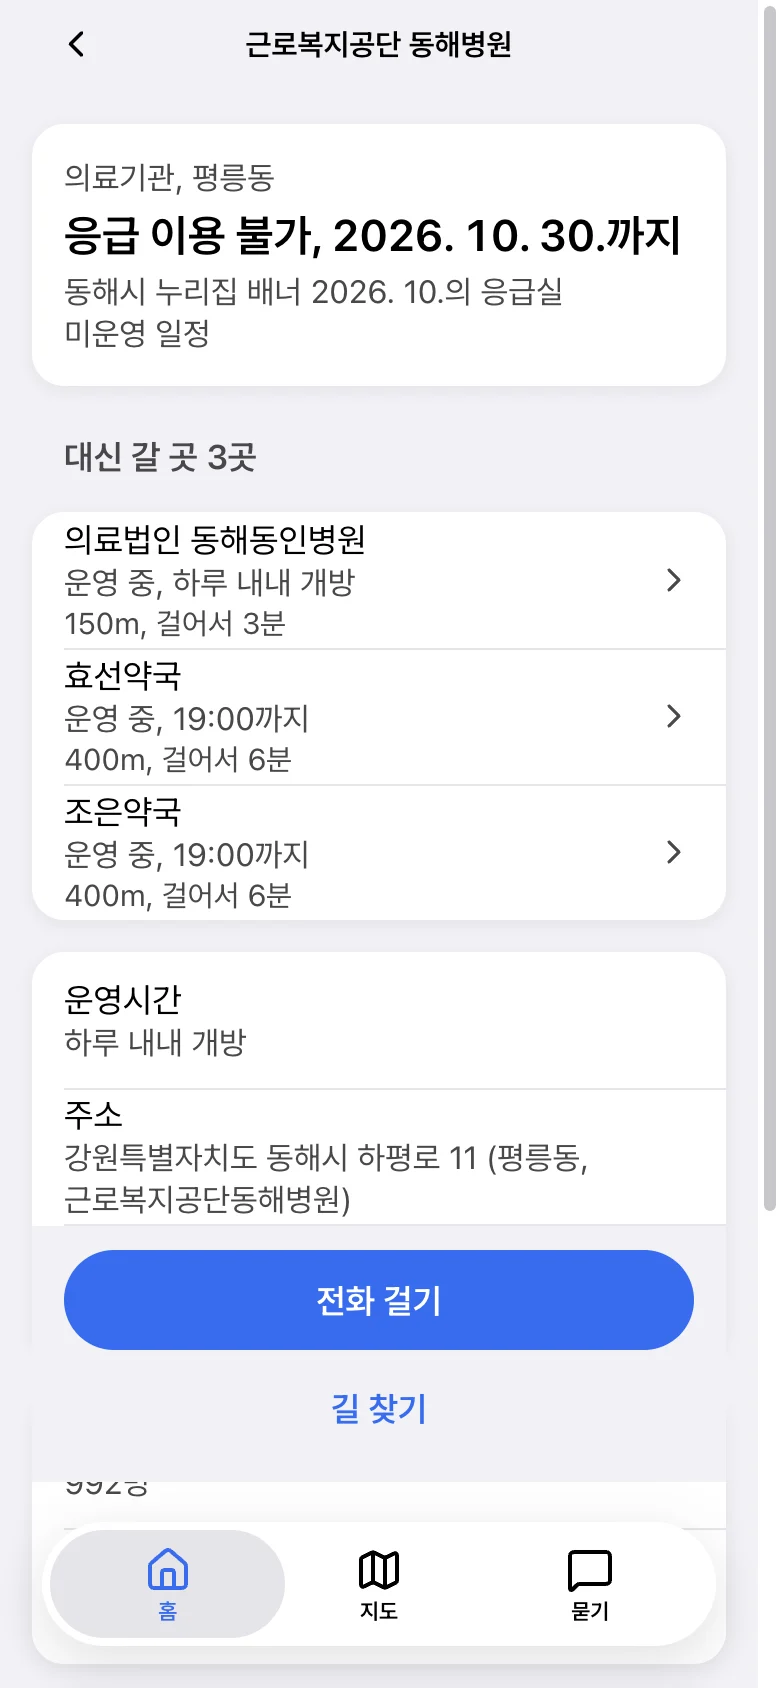 근로복지공단 동해병원
의료기관, 평릉동
응급 이용 불가, 2026. 10. 30.까지
동해시 누리집 배너 2026. 10.의 응급실
미운영 일정
대신 갈 곳 3곳
의료법인 동해동인병원
운영 중, 하루 내내 개방
150m, 걸어서 3분
효선약국
운영 중, 19:00까지
400m, 걸어서 6분
조은약국
운영 중, 19:00까지
400m, 걸어서 6분
운영시간
하루 내내 개방
주소
강원특별자치도 동해시 하평로 11 (평릉동,
근로복지공단동해병원)
전화 걸기
길 찾기
홈
지도
묻기